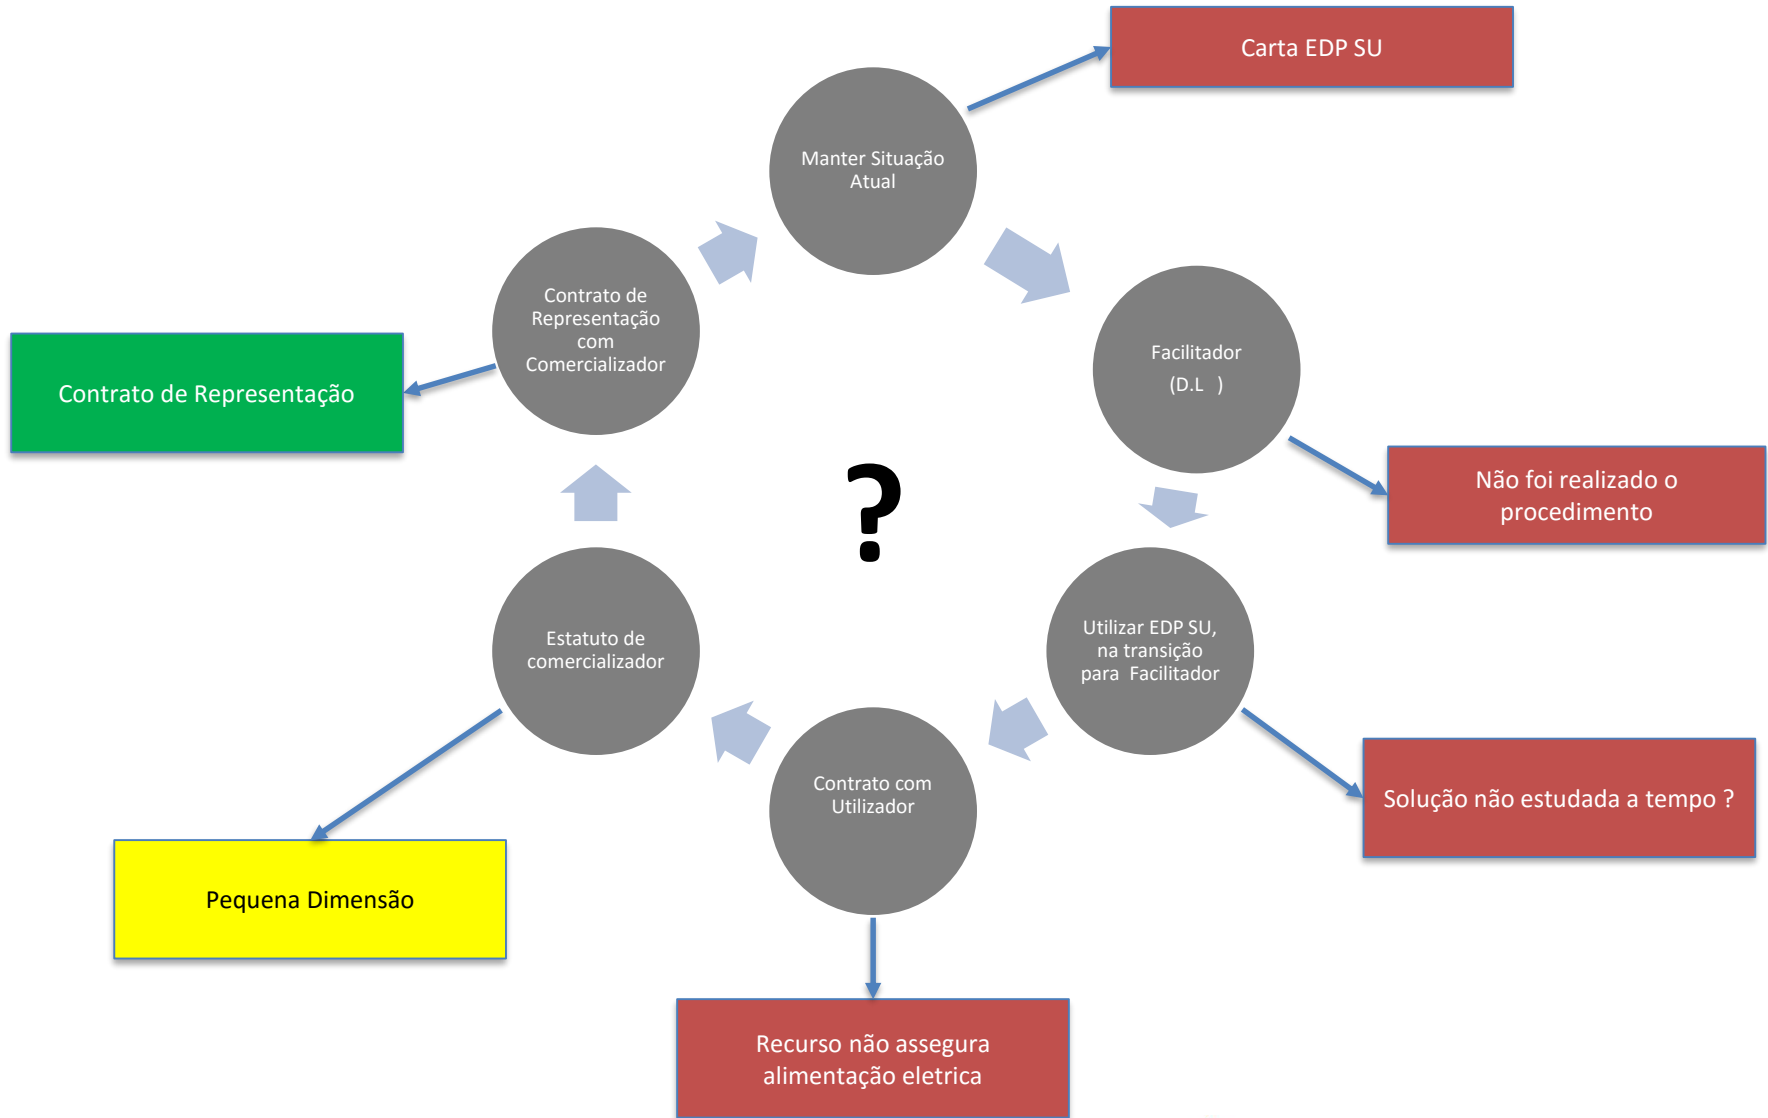 Carta EDP SU
Manter Situação
Atual
Contrato de
Representação
com
Comercializador
Facilitador
(D.L   )
Contrato de Representação
?
Não foi realizado o
procedimento
Estatuto de
comercializador
Utilizar EDP SU,
na transição
para  Facilitador
Contrato com
Utilizador
Solução não estudada a tempo ?
Pequena Dimensão
Recurso não assegura
alimentação eletrica